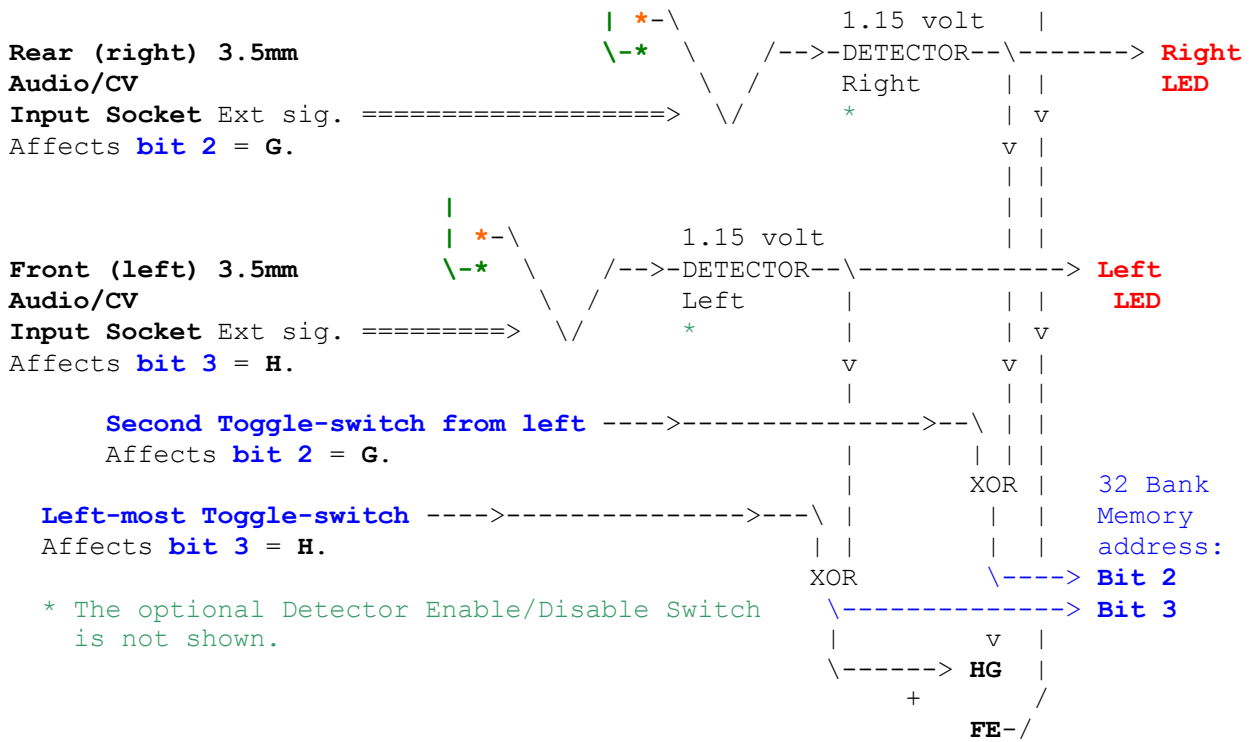 | *-\ 1.15 volt |
Rear (right) 3.5mm \-* \ /-->-DETECTOR--\-------> Right
Audio/CV \ / Right | | LED
Input Socket Ext sig. ===================> \/ * | v
Affects bit 2 = G. v |
| |
| | |
| *-\ 1.15 volt | |
Front (left) 3.5mm \-* \ /-->-DETECTOR--\-------------> Left
Audio/CV \ / Left | | | LED
Input Socket Ext sig. =========> \/ * | | v
Affects bit 3 = H. v v |
| | |
Second Toggle-switch from left ---->--------------->--\ | |
Affects bit 2 = G. | | | |
| XOR | 32 Bank
Left-most Toggle-switch ---->--------------->---\ | | | Memory
Affects bit 3 = H. | | | | address:
XOR \----> Bit 2
* The optional Detector Enable/Disable Switch \--------------> Bit 3
is not shown. | v |
\------> HG |
+ /
FE-/